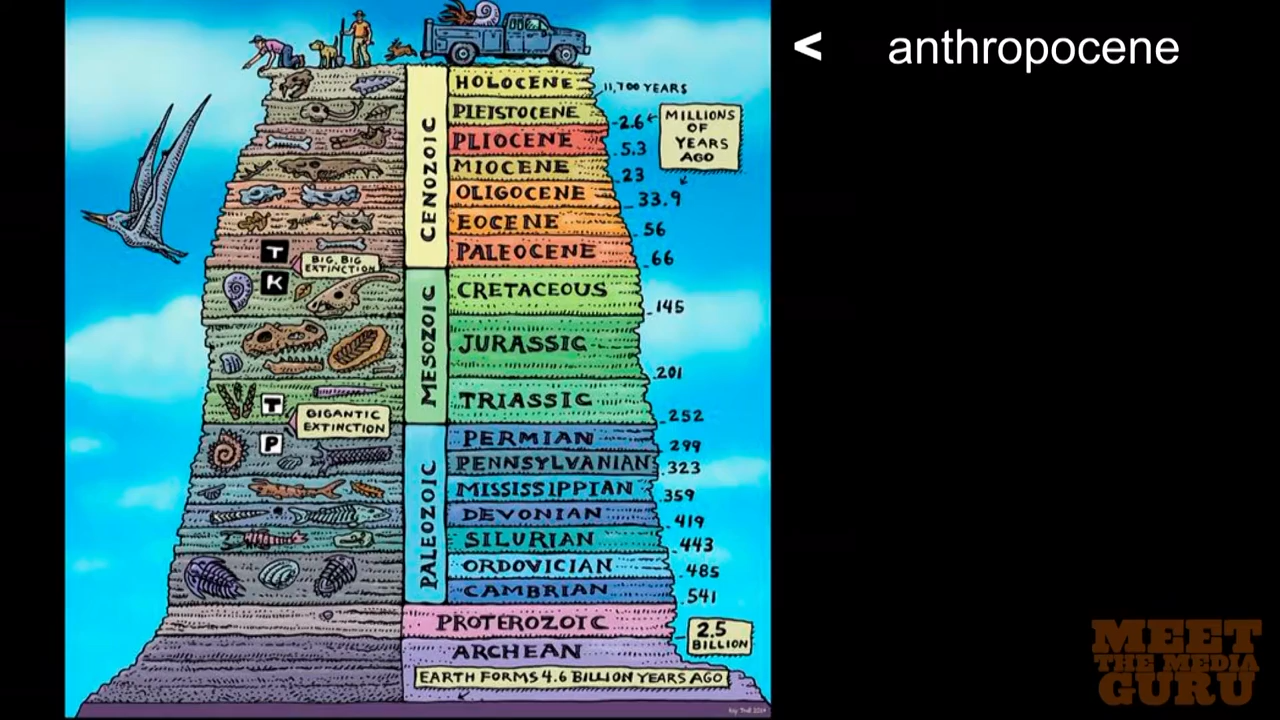 < anthropocene
CENOZOIC
HOLOCENE
11,700 YEARS
PLEISTOCENE
2.6
MILLIONS
OF
YEARS
AGO
PLIOCENE
5.3
MIOCENE
23
OLIGOCENE
33.9
EOCENE
56
PALEOCENE
66
T
BIG, BIG
EXTINCTION
K
MESOZOIC
CRETACEOUS
145
JURASSIC
201
TRIASSIC
252
T
GIGANTIC
EXTINCTION
P
PALEOZOIC
PERMIAN
299
PENNSYLVANIAN
323
MISSISSIPPIAN
359
DEVONIAN
419
SILURIAN
443
ORDOVICIAN
485
CAMBRIAN
541
PROTEROZOIC
2.5
BILLION
ARCHEAN
EARTH FORMS 4.6 BILLION YEARS AGO
Ray Troll 2014
MEET
THE MEDIA
GURU